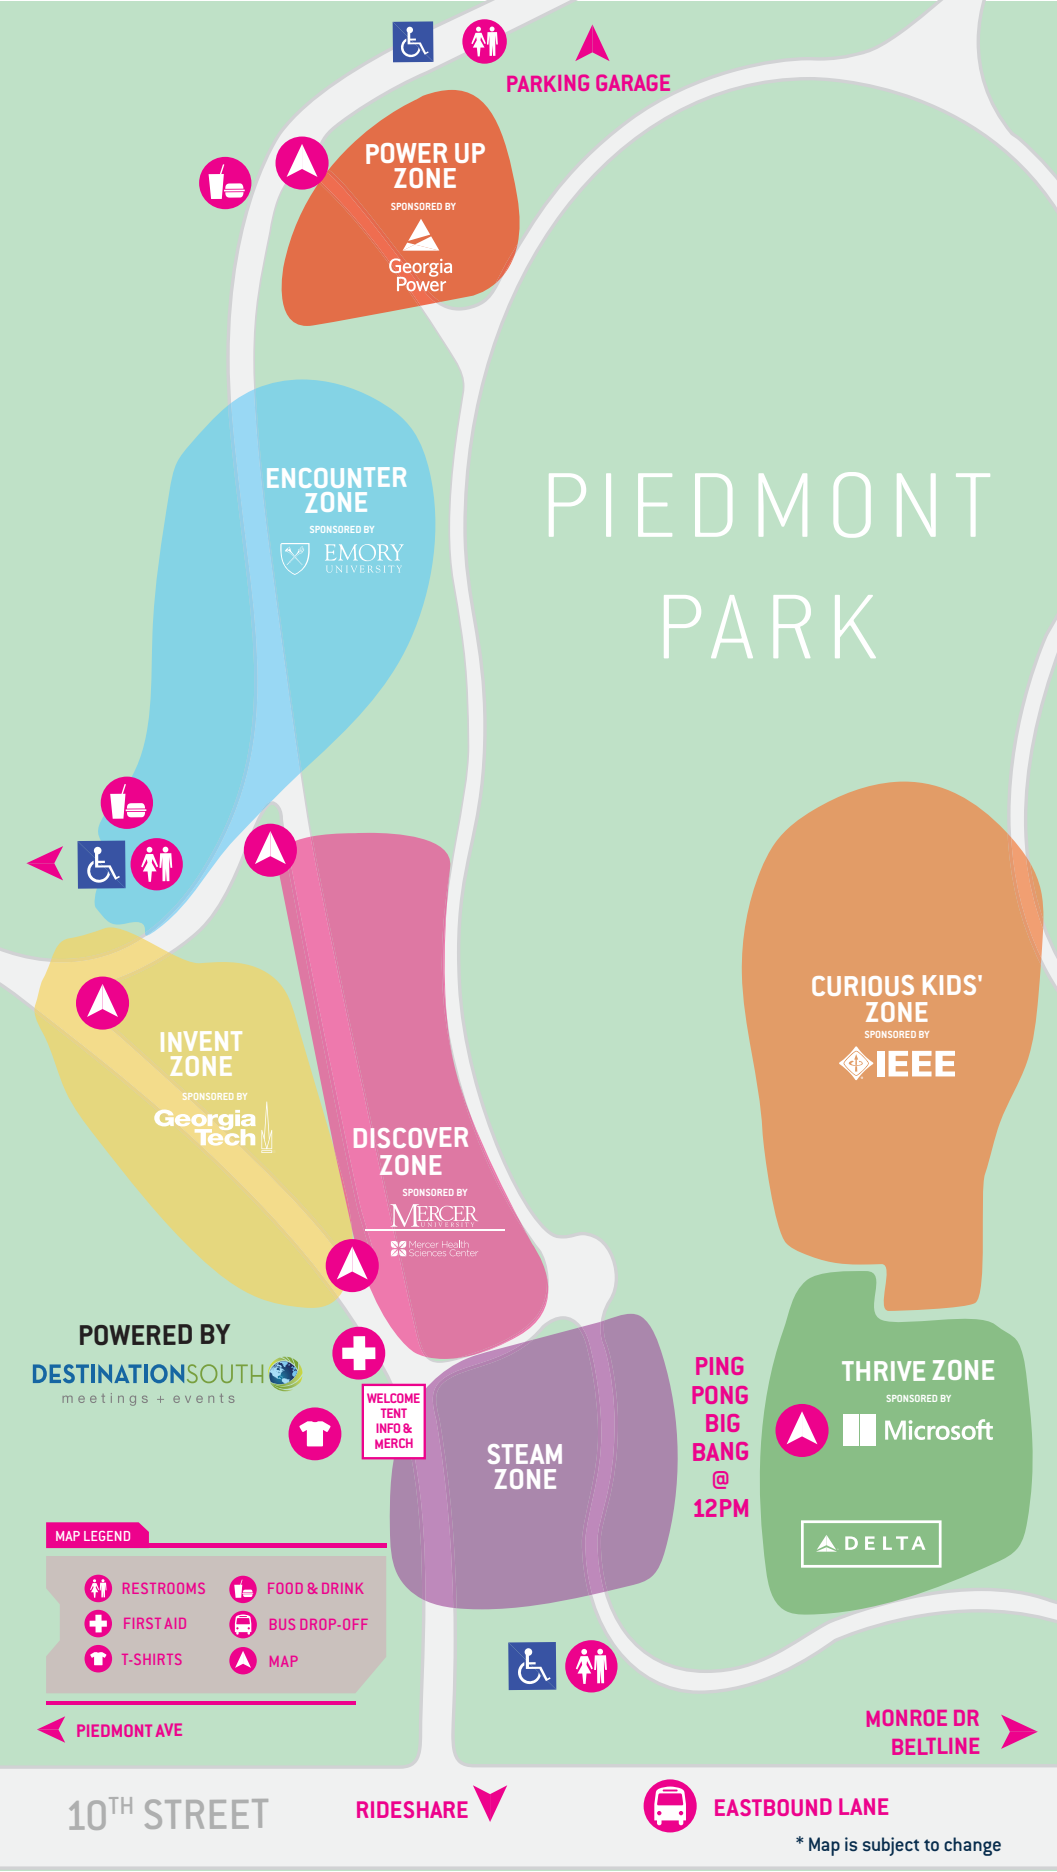 PARKING GARAGE
POWER UP
ZONE
SPONSORED BY
Georgia
Power
ENCOUNTER
ZONE
SPONSORED BY
EMORY
UNIVERSITY
PIEDMONT
PARK
CURIOUS KIDS'
ZONE
SPONSORED BY
IEEE
INVENT
ZONE
SPONSORED BY
Georgia
Tech
DISCOVER
ZONE
SPONSORED BY
MERCER
UNIVERSITY
Mercer Health
Sciences Center
POWERED BY
DESTINATIONSOUTH
meetings + events
WELCOME
TENT
INFO &
MERCH
STEAM
ZONE
PING
PONG
BIG
BANG
@
12PM
THRIVE ZONE
SPONSORED BY
Microsoft
DELTA
MAP LEGEND
RESTROOMS
FOOD & DRINK
FIRST AID
BUS DROP-OFF
T-SHIRTS
MAP
PIEDMONT AVE
MONROE DR
BELTLINE
10TH STREET
RIDESHARE
EASTBOUND LANE
* Map is subject to change